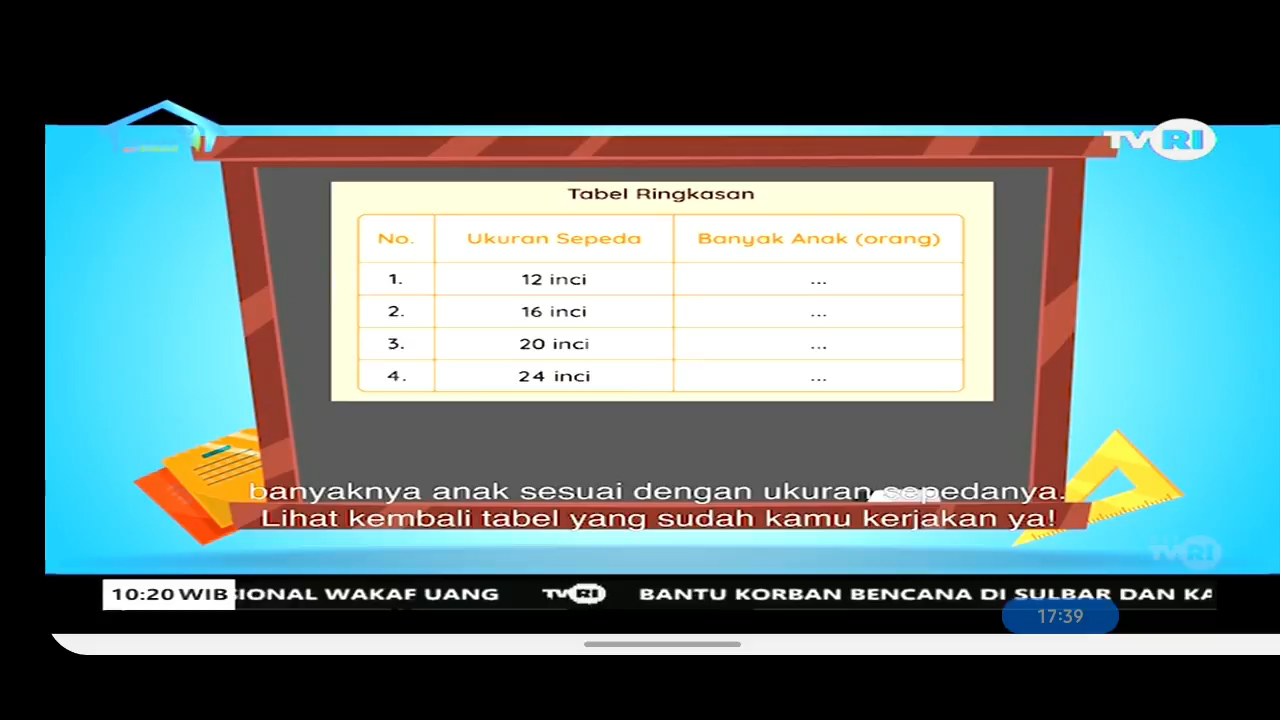 TVRI
Tabel Ringkasan
No. Ukuran Sepeda Banyak Anak (orang)
1. 12 inci ...
2. 16 inci ...
3. 20 inci ...
4. 24 inci ...
banyaknya anak sesuai dengan ukuran sepedanya.
Lihat kembali tabel yang sudah kamu kerjakan ya!
TVRI
10:20 WIB SIONAL WAKAF UANG TVRI BANTU KORBAN BENCANA DI SULBAR DAN KA
17:39